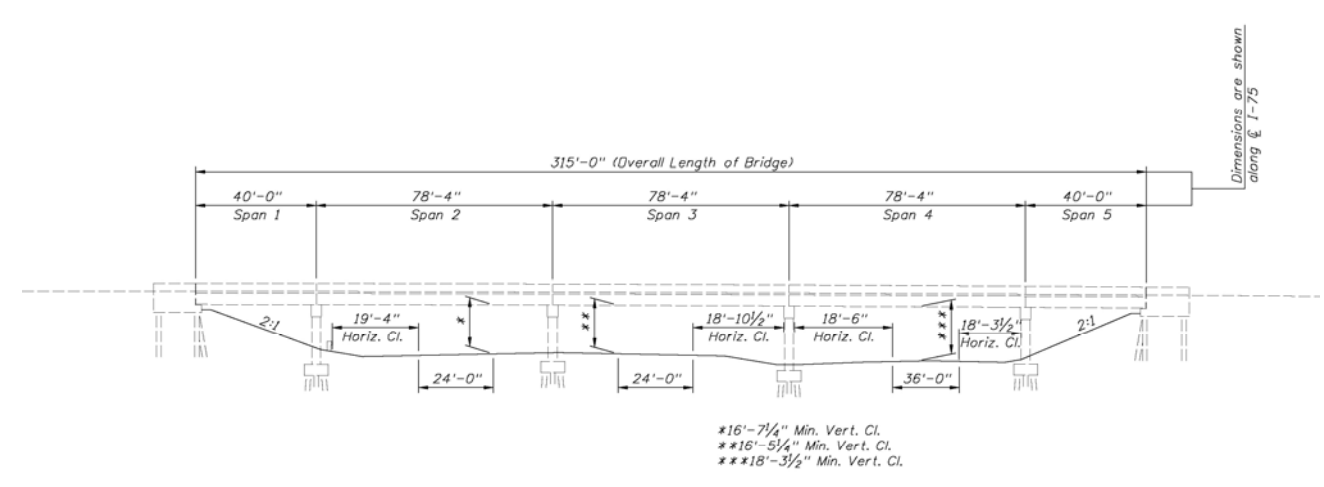 Dimensions are shown
along ℄ I-75
315'-0" (Overall Length of Bridge)
40'-0" 78'-4" 78'-4" 78'-4" 40'-0"
Span 1 Span 2 Span 3 Span 4 Span 5
2:1 19'-4" * ** 18'-10½" 18'-6" *** 18'-3½" 2:1
Horiz. Cl. Horiz. Cl. Horiz. Cl. Horiz. Cl.
24'-0" 24'-0" 36'-0"
*16'-7¼" Min. Vert. Cl.
**16'-5¼" Min. Vert. Cl.
***18'-3½" Min. Vert. Cl.